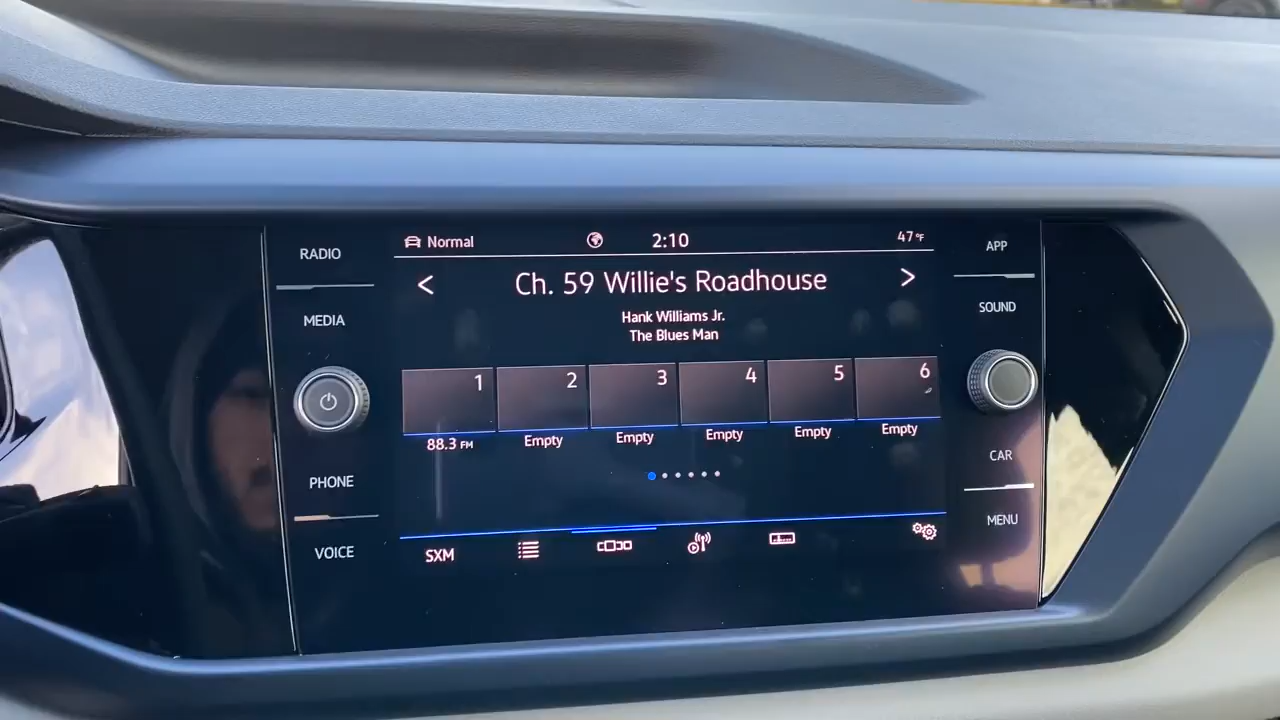 RADIO
MEDIA
PHONE
VOICE
Normal
2:10
47°F
< Ch. 59 Willie's Roadhouse >
Hank Williams Jr.
The Blues Man
1 2 3 4 5 6
88.3 FM Empty Empty Empty Empty Empty
SXM
APP
SOUND
CAR
MENU